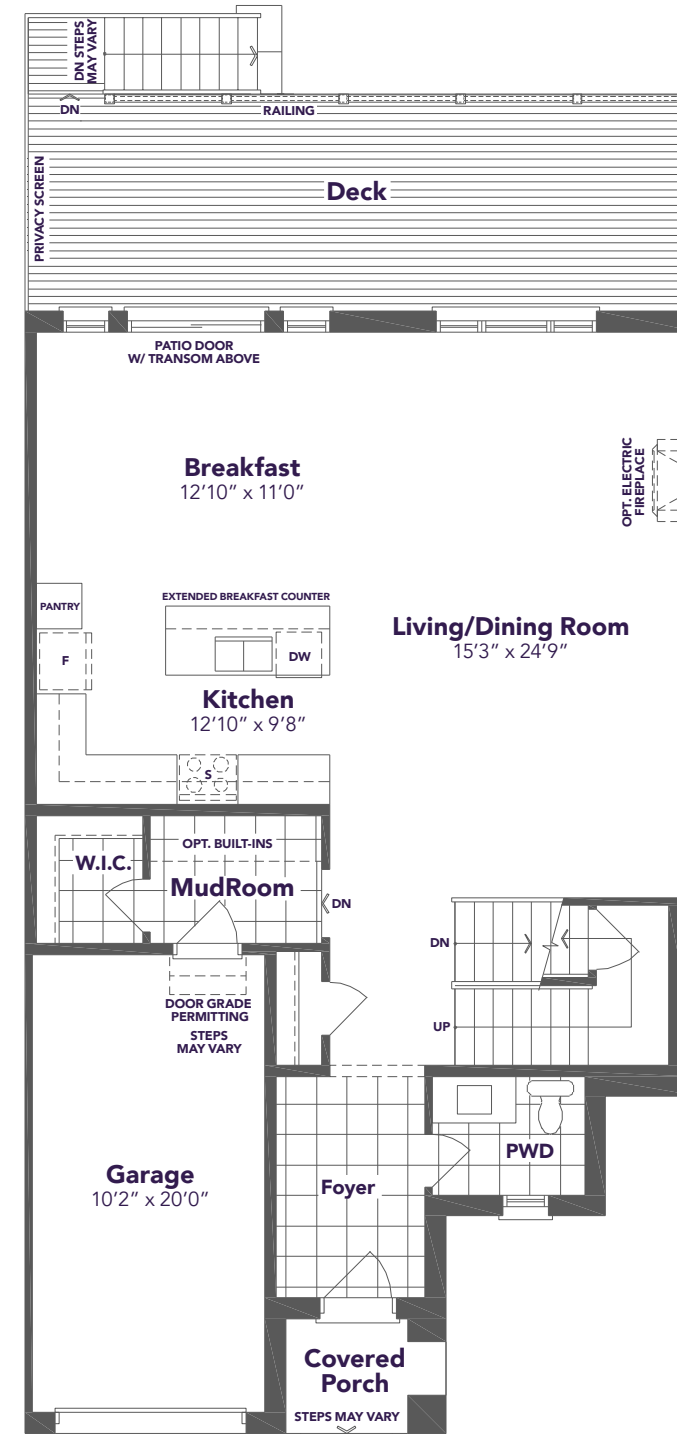 DN STEPS
MAY VARY
DN
RAILING
PRIVACY SCREEN
Deck
PATIO DOOR
W/ TRANSOM ABOVE
Breakfast
12'10" x 11'0"
OPT. ELECTRIC
FIREPLACE
PANTRY
EXTENDED BREAKFAST COUNTER
F
DW
Living/Dining Room
15'3" x 24'9"
Kitchen
12'10" x 9'8"
S
OPT. BUILT-INS
W.I.C.
MudRoom
DN
DN
DOOR GRADE
PERMITTING
STEPS
MAY VARY
UP
PWD
Garage
10'2" x 20'0"
Foyer
Covered
Porch
STEPS MAY VARY